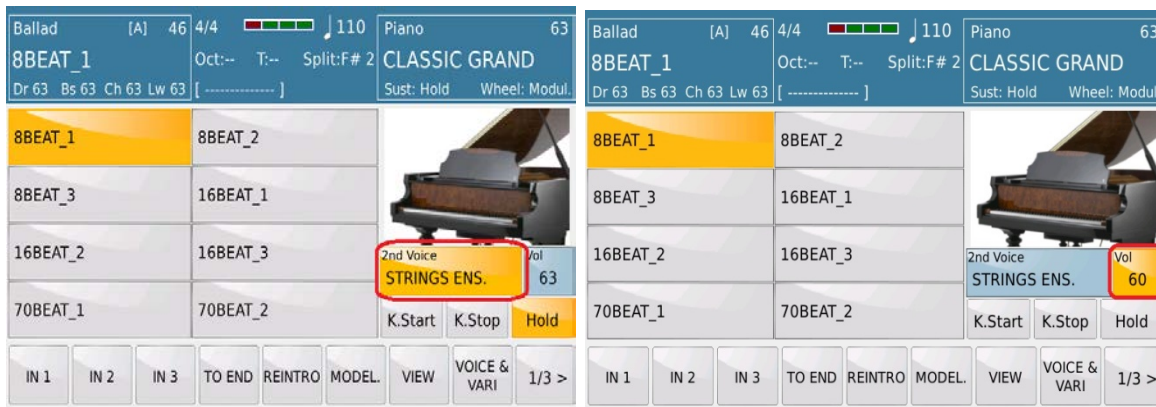 Ballad [A] 46 4/4 110 Piano 63
8BEAT_1 Oct:-- T:-- Split:F# 2 CLASSIC GRAND
Dr 63 Bs 63 Ch 63 Lw 63 [ -------------- ] Sust: Hold Wheel: Modul.
8BEAT_1 8BEAT_2
8BEAT_3 16BEAT_1
16BEAT_2 16BEAT_3
2nd Voice Vol
STRINGS ENS. 63
70BEAT_1 70BEAT_2
K.Start K.Stop Hold
IN 1 IN 2 IN 3 TO END REINTRO MODEL. VIEW VOICE & VARI 1/3 >
Ballad [A] 46 4/4 110 Piano 63
8BEAT_1 Oct:-- T:-- Split:F# 2 CLASSIC GRAND
Dr 63 Bs 63 Ch 63 Lw 63 [ -------------- ] Sust: Hold Wheel: Modul
8BEAT_1 8BEAT_2
8BEAT_3 16BEAT_1
16BEAT_2 16BEAT_3
2nd Voice Vol
STRINGS ENS. 60
70BEAT_1 70BEAT_2
K.Start K.Stop Hold
IN 1 IN 2 IN 3 TO END REINTRO MODEL. VIEW VOICE & VARI 1/3 >